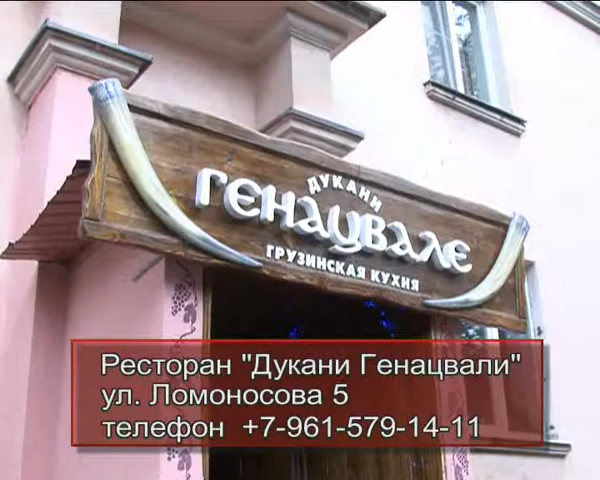 ДУКАНИ
ГЕНАЦВАЛЕ
ГРУЗИНСКАЯ КУХНЯ
Ресторан "Дукани Генацвали"
ул. Ломоносова 5
телефон +7-961-579-14-11